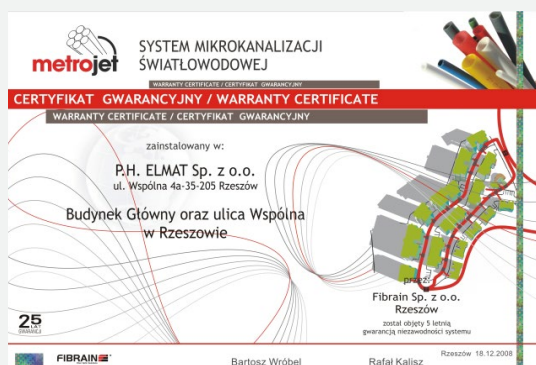 metrojet
SYSTEM MIKROKANALIZACJI
ŚWIATŁOWODOWEJ
WARRANTY CERTIFICATE / CERTYFIKAT GWARANCYJNY
CERTYFIKAT GWARANCYJNY / WARRANTY CERTIFICATE
WARRANTY CERTIFICATE / CERTYFIKAT GWARANCYJNY
zainstalowany w:
P.H. ELMAT Sp. z o.o.
ul. Wspólna 4a-35-205 Rzeszów
Budynek Główny oraz ulica Wspólna
w Rzeszowie
przez:
Fibrain Sp. z o.o.
Rzeszów
został objęty 5 letnią
gwarancją niezawodności systemu
25 LAT
GWARANCJI
Rzeszów 18.12.2008
FIBRAIN
Bartosz Wróbel
Rafał Kalisz